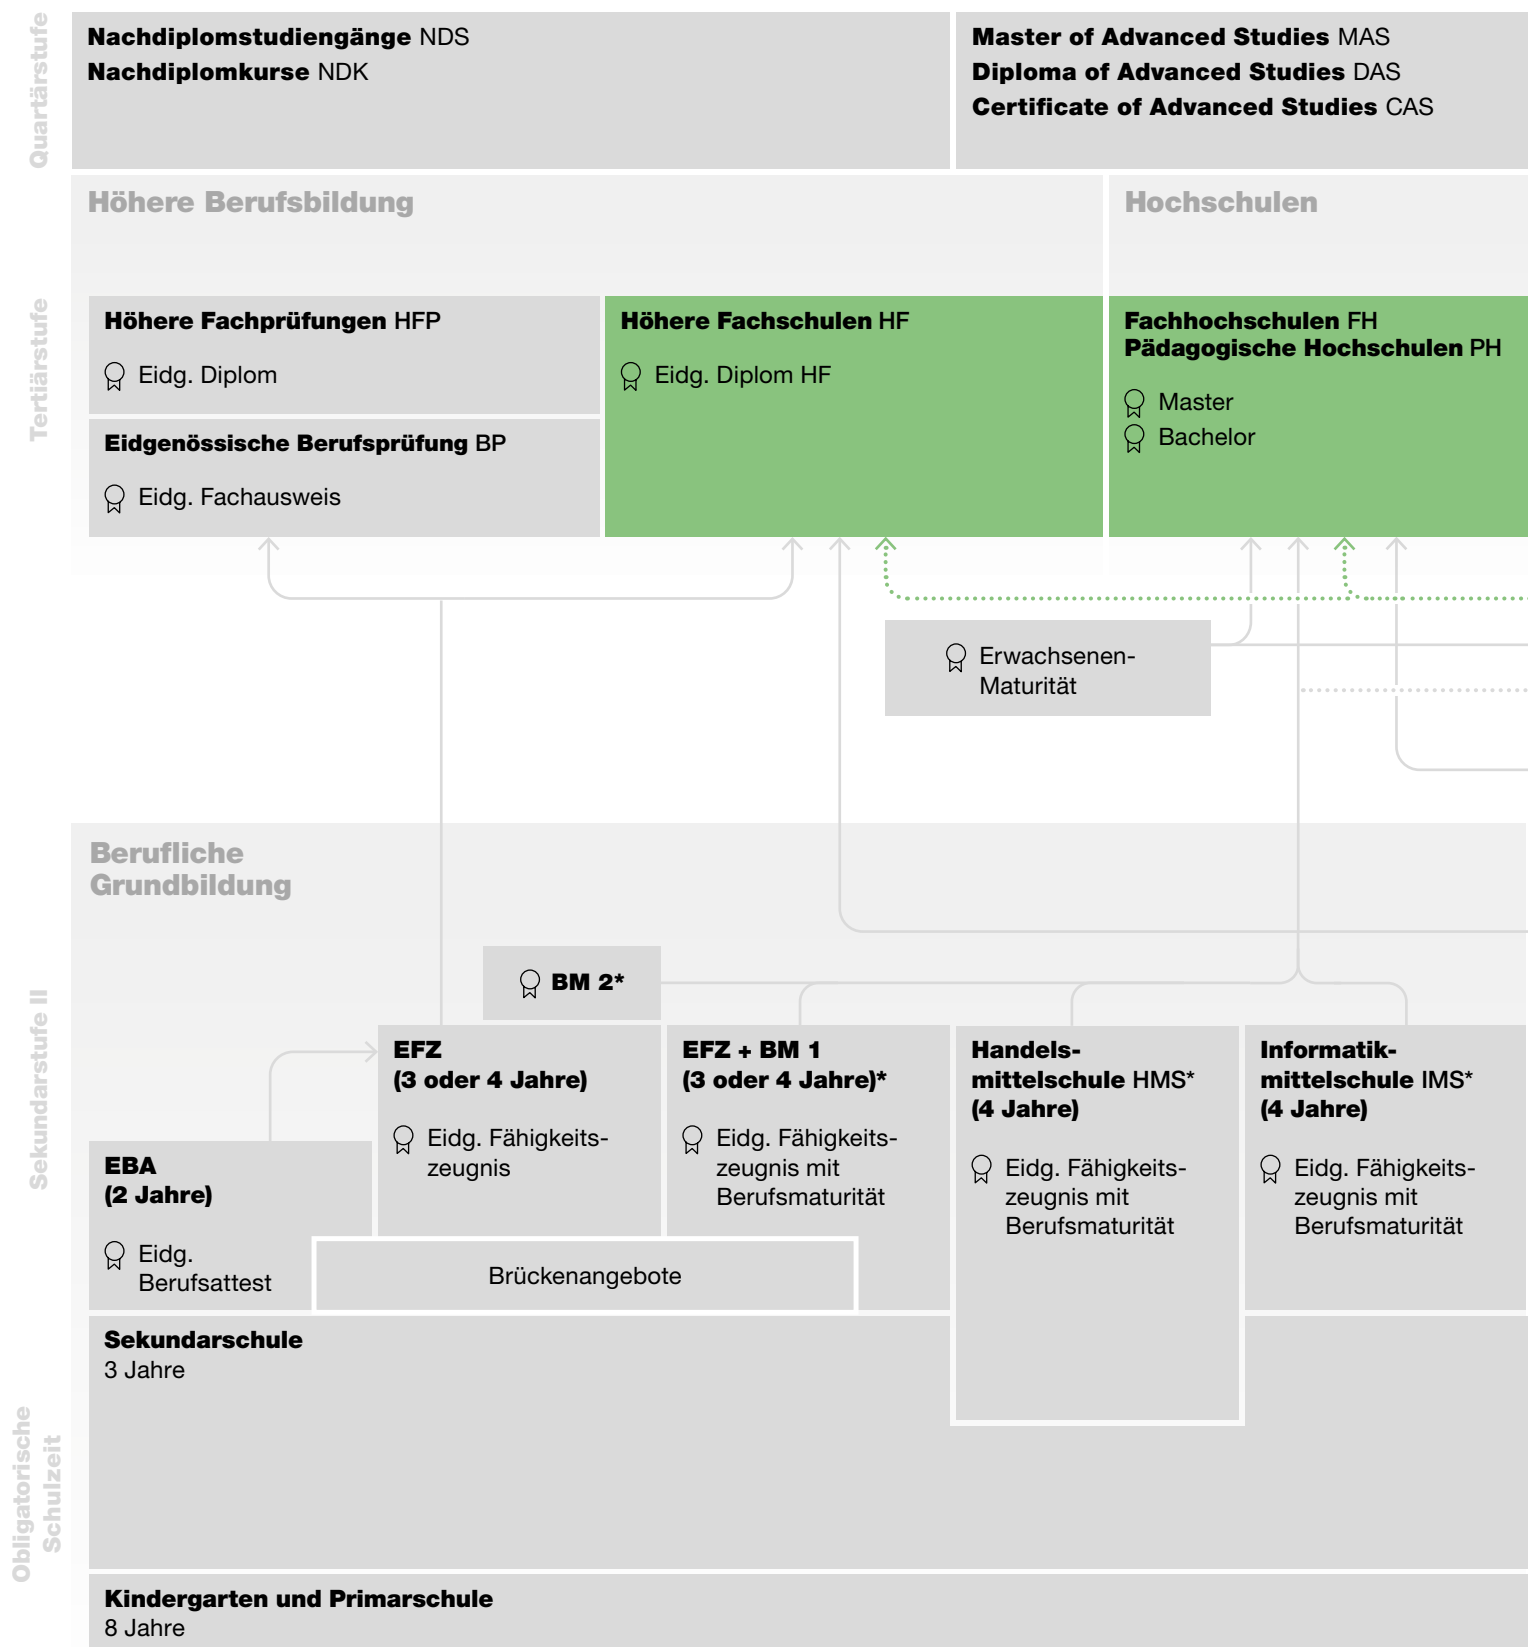 Quartärstufe
Nachdiplomstudiengänge NDS
Nachdiplomkurse NDK
Master of Advanced Studies MAS
Diploma of Advanced Studies DAS
Certificate of Advanced Studies CAS
Tertiärstufe
Höhere Berufsbildung
Hochschulen
Höhere Fachprüfungen HFP
Eidg. Diplom
Eidgenössische Berufsprüfung BP
Eidg. Fachausweis
Höhere Fachschulen HF
Eidg. Diplom HF
Fachhochschulen FH
Pädagogische Hochschulen PH
Master
Bachelor
Erwachsenen-
Maturität
Sekundarstufe II
Berufliche
Grundbildung
BM 2*
EBA
(2 Jahre)
Eidg.
Berufsattest
EFZ
(3 oder 4 Jahre)
Eidg. Fähigkeits-
zeugnis
EFZ + BM 1
(3 oder 4 Jahre)*
Eidg. Fähigkeits-
zeugnis mit
Berufsmaturität
Handels-
mittelschule HMS*
(4 Jahre)
Eidg. Fähigkeits-
zeugnis mit
Berufsmaturität
Informatik-
mittelschule IMS*
(4 Jahre)
Eidg. Fähigkeits-
zeugnis mit
Berufsmaturität
Brückenangebote
Obligatorische
Schulzeit
Sekundarschule
3 Jahre
Kindergarten und Primarschule
8 Jahre